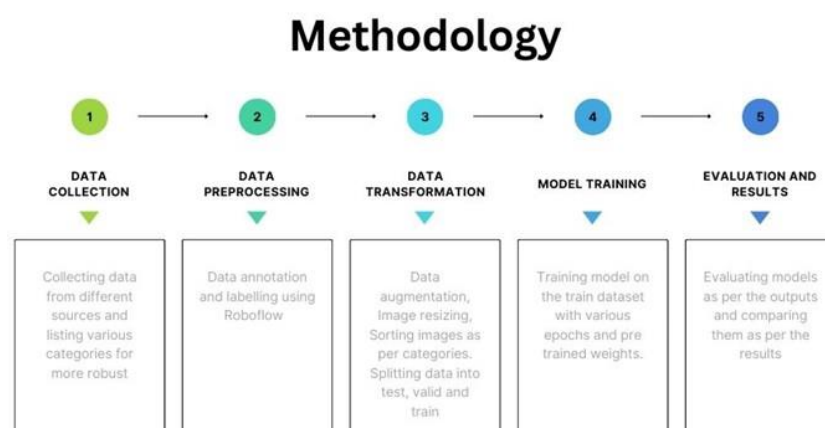 Methodology
1
2
3
4
5
DATA
COLLECTION
DATA
PREPROCESSING
DATA
TRANSFORMATION
MODEL TRAINING
EVALUATION AND
RESULTS
Collecting data
from different
sources and
listing various
categories for
more robust
Data annotation
and labelling using
Roboflow
Data
augmentation,
Image resizing,
Sorting images as
per categories.
Splitting data into
test, valid and
train
Training model on
the train dataset
with various
epochs and pre
trained weights.
Evaluating models
as per the outputs
and comparing
them as per the
results